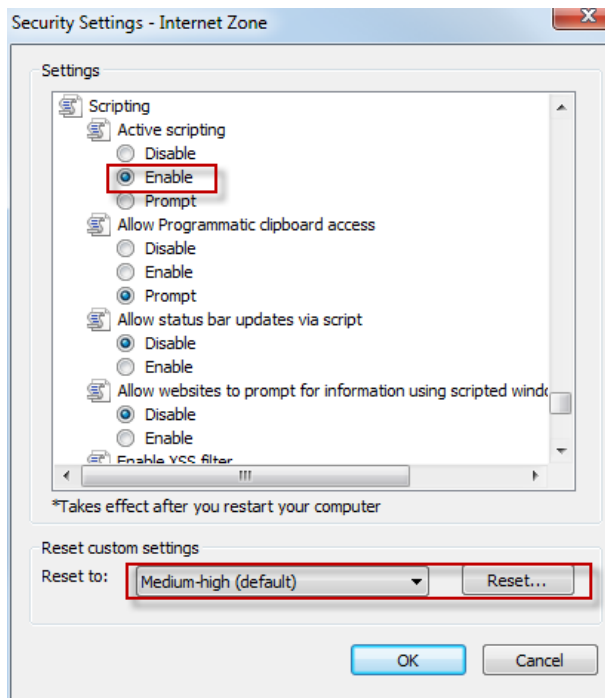 Security Settings - Internet Zone
X
Settings
Scripting
Active scripting
Disable
Enable
Prompt
Allow Programmatic clipboard access
Disable
Enable
Prompt
Allow status bar updates via script
Disable
Enable
Allow websites to prompt for information using scripted windo
Disable
Enable
Enable XSS filter
*Takes effect after you restart your computer
Reset custom settings
Reset to: Medium-high (default) Reset...
OK Cancel